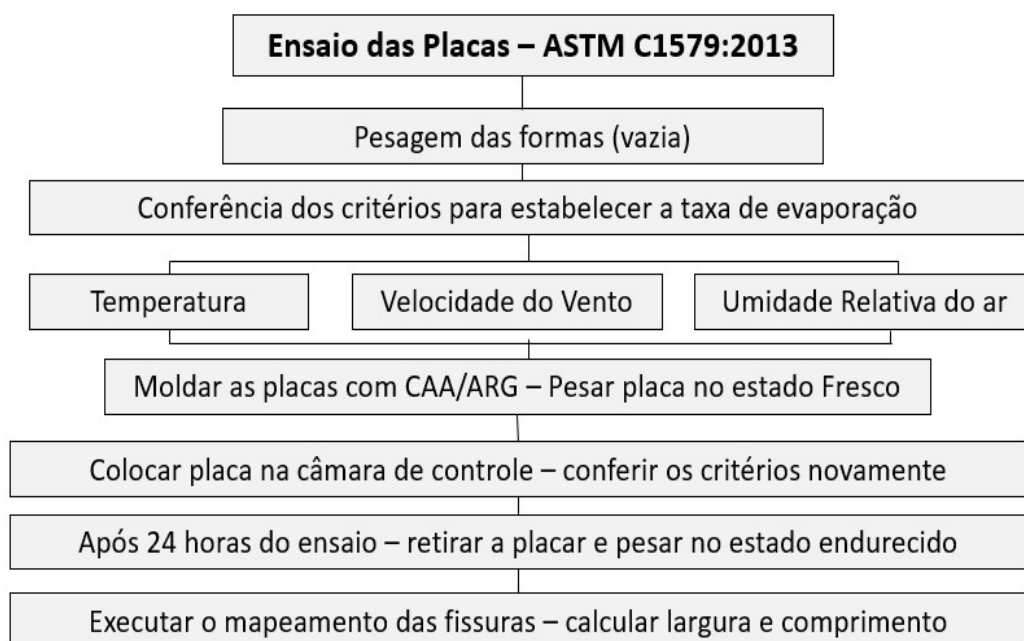 Ensaio das Placas – ASTM C1579:2013
Pesagem das formas (vazia)
Conferência dos critérios para estabelecer a taxa de evaporação
Temperatura
Velocidade do Vento
Umidade Relativa do ar
Moldar as placas com CAA/ARG – Pesar placa no estado Fresco
Colocar placa na câmara de controle – conferir os critérios novamente
Após 24 horas do ensaio – retirar a placar e pesar no estado endurecido
Executar o mapeamento das fissuras – calcular largura e comprimento